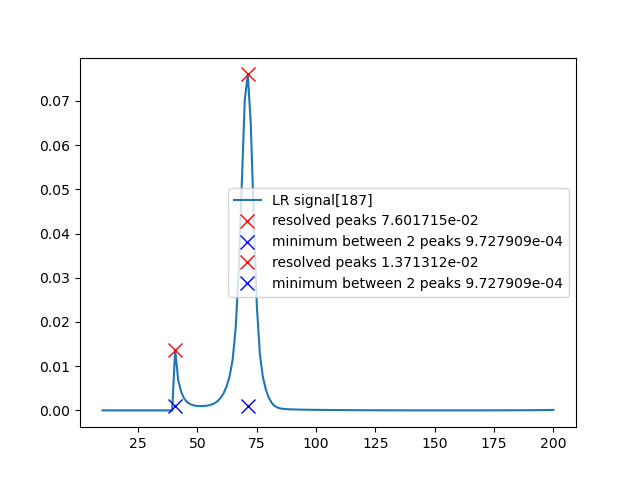 0.07
0.06
0.05
0.04
0.03
0.02
0.01
0.00
LR signal[187]
resolved peaks 7.601715e-02
minimum between 2 peaks 9.727909e-04
resolved peaks 1.371312e-02
minimum between 2 peaks 9.727909e-04
25 50 75 100 125 150 175 200